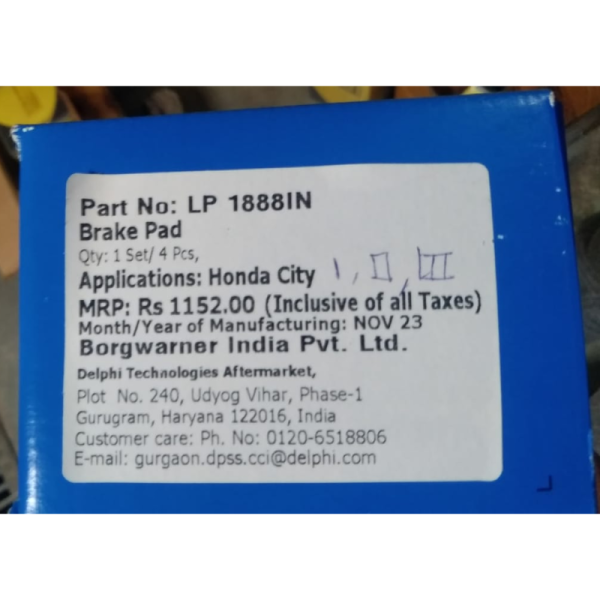 Part No: LP 1888IN
Brake Pad
Qty: 1 Set/ 4 Pcs,
Applications: Honda City I, II, III
MRP: Rs 1152.00 (Inclusive of all Taxes)
Month/Year of Manufacturing: NOV 23
Borgwarner India Pvt. Ltd.
Delphi Technologies Aftermarket,
Plot No. 240, Udyog Vihar, Phase-1
Gurugram, Haryana 122016, India
Customer care: Ph. No: 0120-6518806
E-mail: gurgaon.dpss.cci@delphi.com